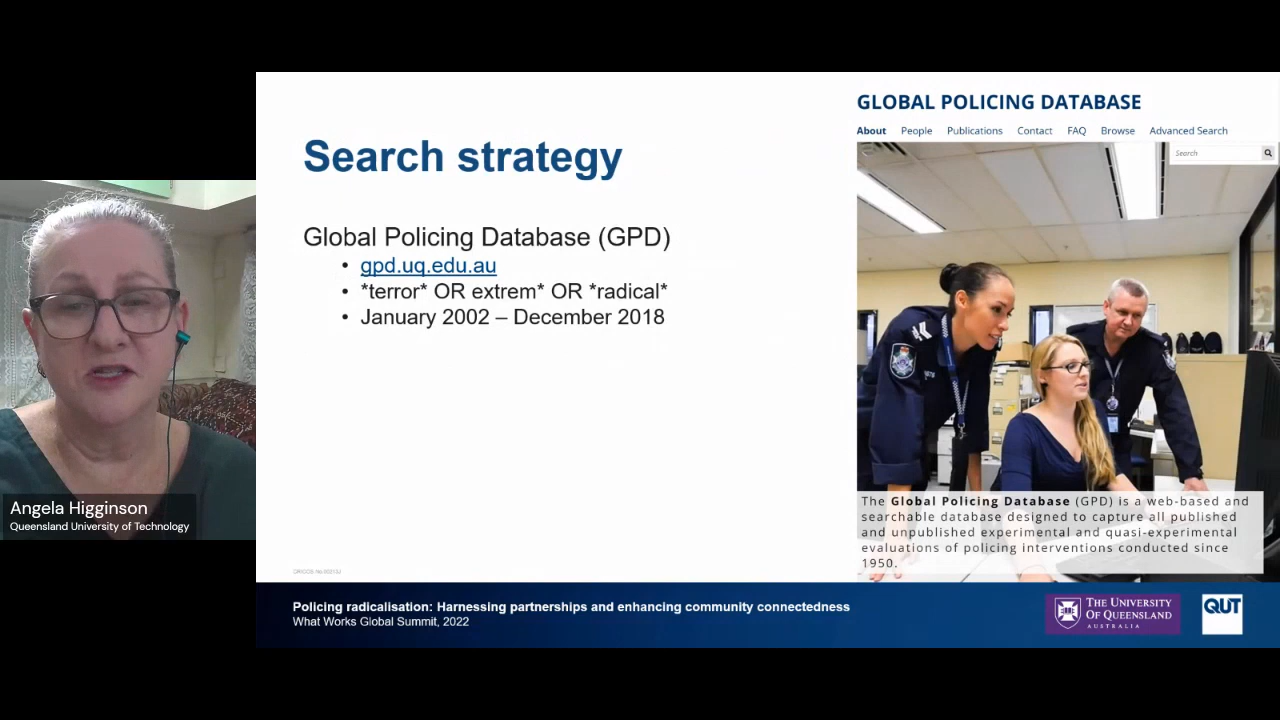 Search strategy
Global Policing Database (GPD)
• gpd.uq.edu.au
• *terror* OR extrem* OR *radical*
• January 2002 – December 2018
GLOBAL POLICING DATABASE
About People Publications Contact FAQ Browse Advanced Search
Search
The Global Policing Database (GPD) is a web-based and
searchable database designed to capture all published
and unpublished experimental and quasi-experimental
evaluations of policing interventions conducted since
1950.
Angela Higginson
Queensland University of Technology
Policing radicalisation: Harnessing partnerships and enhancing community connectedness
What Works Global Summit, 2022
THE UNIVERSITY
OF QUEENSLAND
AUSTRALIA
QUT